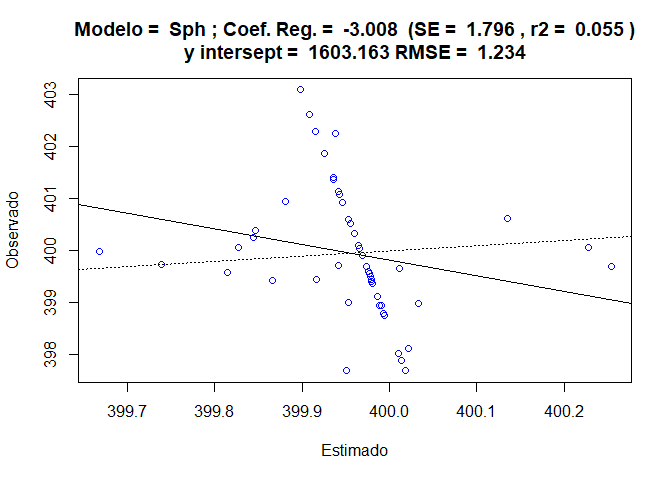 Modelo =  Sph ; Coef. Reg. =  -3.008  (SE =  1.796 , r2 =  0.055 )
y intersept =  1603.163 RMSE =  1.234
403
402
401
400
399
398
Observado
399.7 399.8 399.9 400.0 400.1 400.2
Estimado